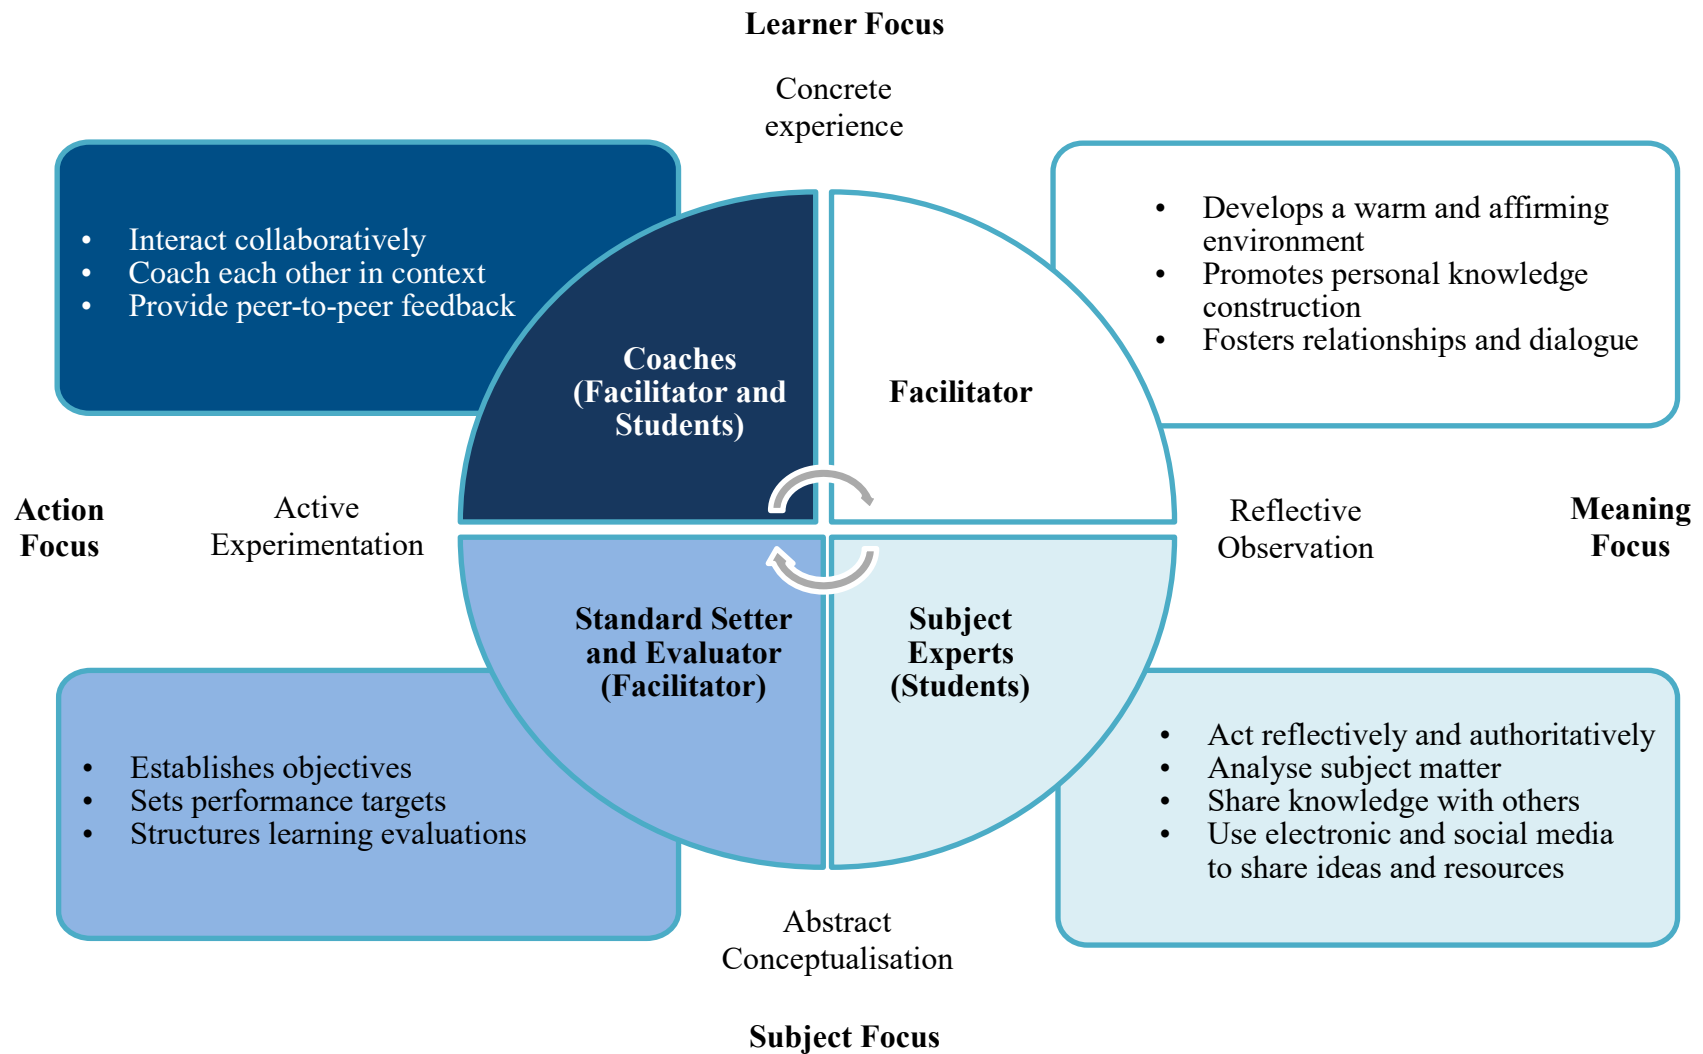 Learner Focus
Concrete
experience
• Interact collaboratively
• Coach each other in context
• Provide peer-to-peer feedback
• Develops a warm and affirming
environment
• Promotes personal knowledge
construction
• Fosters relationships and dialogue
Coaches
(Facilitator and
Students)
Facilitator
Action
Focus
Active
Experimentation
Reflective
Observation
Meaning
Focus
Standard Setter
and Evaluator
(Facilitator)
Subject
Experts
(Students)
• Establishes objectives
• Sets performance targets
• Structures learning evaluations
• Act reflectively and authoritatively
• Analyse subject matter
• Share knowledge with others
• Use electronic and social media
to share ideas and resources
Abstract
Conceptualisation
Subject Focus